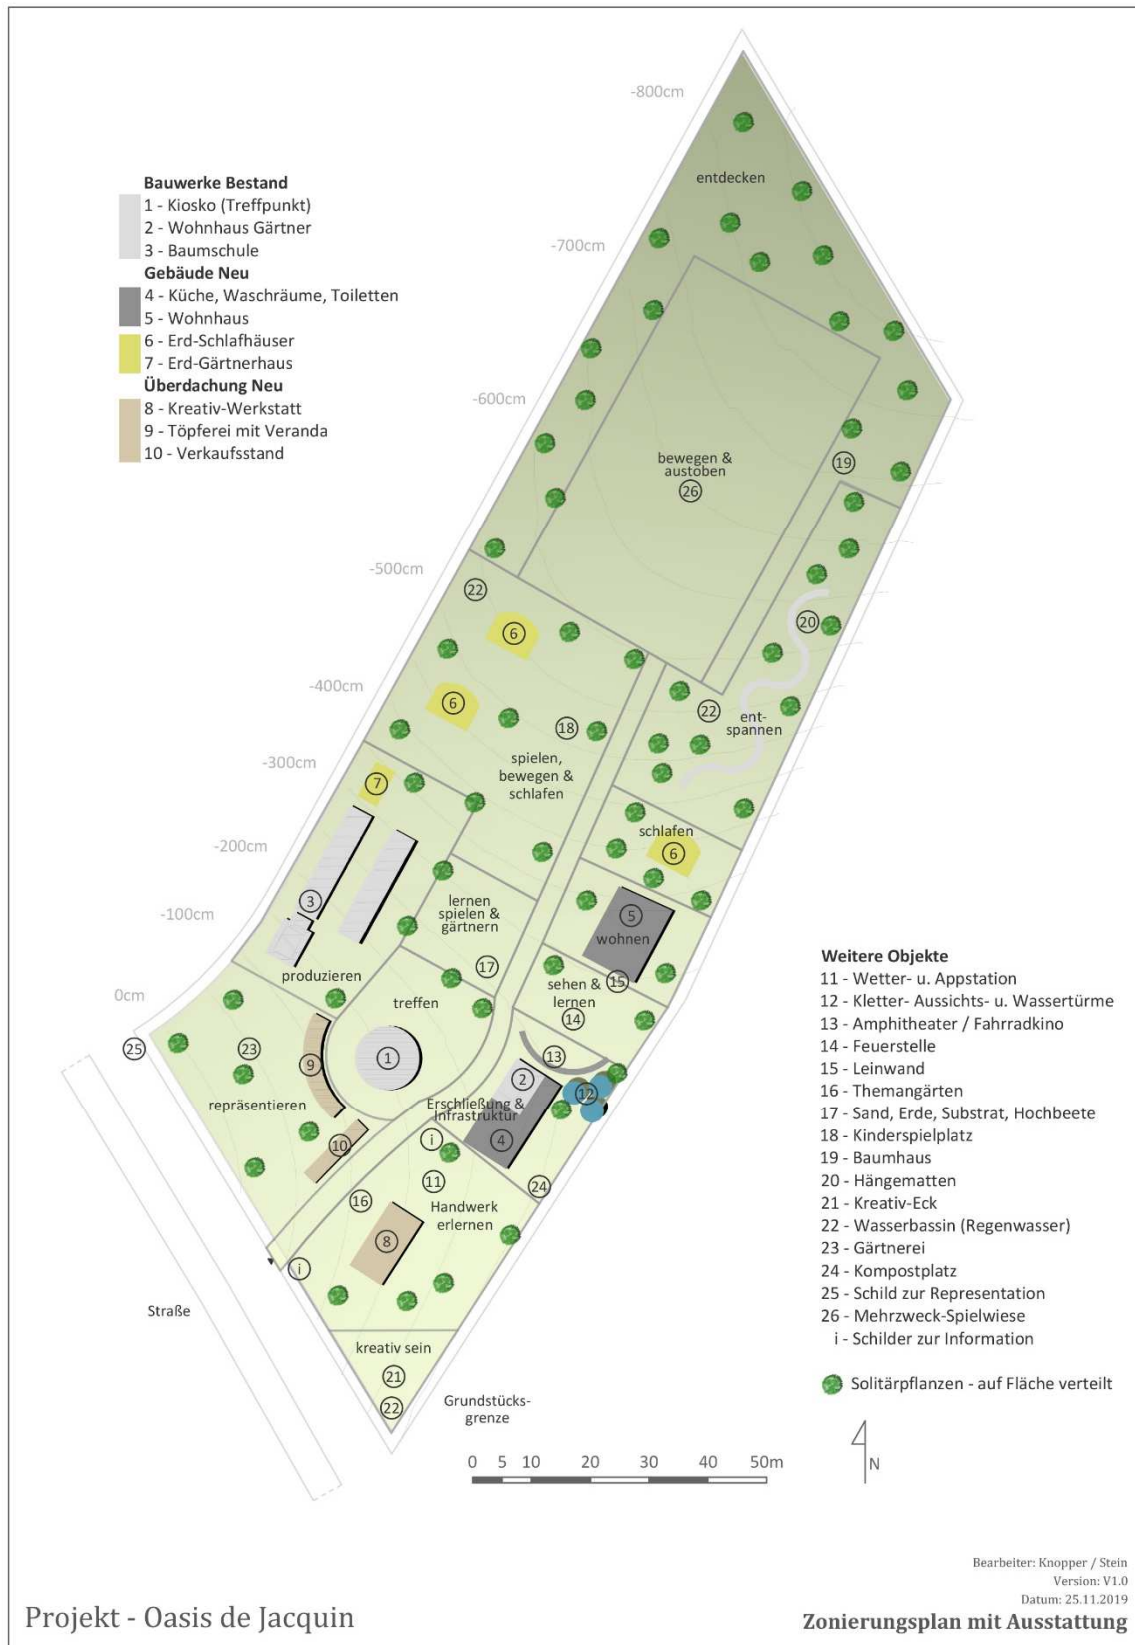 -800cm
entdecken
Bauwerke Bestand
1 - Kiosko (Treffpunkt)
2 - Wohnhaus Gärtner
3 - Baumschule
Gebäude Neu
4 - Küche, Waschräume, Toiletten
5 - Wohnhaus
6 - Erd-Schlafhäuser
7 - Erd-Gärtnerhaus
Überdachung Neu
8 - Kreativ-Werkstatt
9 - Töpferei mit Veranda
10 - Verkaufsstand
-700cm
-600cm
bewegen &
austoben
26
19
-500cm
22
6
20
-400cm
6
18
22
ent-
spannen
-300cm
spielen,
bewegen &
schlafen
7
-200cm
schlafen
6
-100cm
3
lernen
spielen &
gärtnern
5
wohnen
produzieren
17
15
sehen &
lernen
14
0cm
treffen
25
23
9
1
13
2
12
repräsentieren
Erschließung &
Infrastruktur
10
i
4
11
24
16
Handwerk
erlernen
8
i
Straße
kreativ sein
21
22
Grundstücks-
grenze
Weitere Objekte
11 - Wetter- u. Appstation
12 - Kletter- Aussichts- u. Wassertürme
13 - Amphitheater / Fahrradkino
14 - Feuerstelle
15 - Leinwand
16 - Themangärten
17 - Sand, Erde, Substrat, Hochbeete
18 - Kinderspielplatz
19 - Baumhaus
20 - Hängematten
21 - Kreativ-Eck
22 - Wasserbassin (Regenwasser)
23 - Gärtnerei
24 - Kompostplatz
25 - Schild zur Representation
26 - Mehrzweck-Spielwiese
i - Schilder zur Information
Solitärpflanzen - auf Fläche verteilt
0 5 10 20 30 40 50m
N
Bearbeiter: Knopper / Stein
Version: V1.0
Datum: 25.11.2019
Projekt - Oasis de Jacquin
Zonierungsplan mit Ausstattung